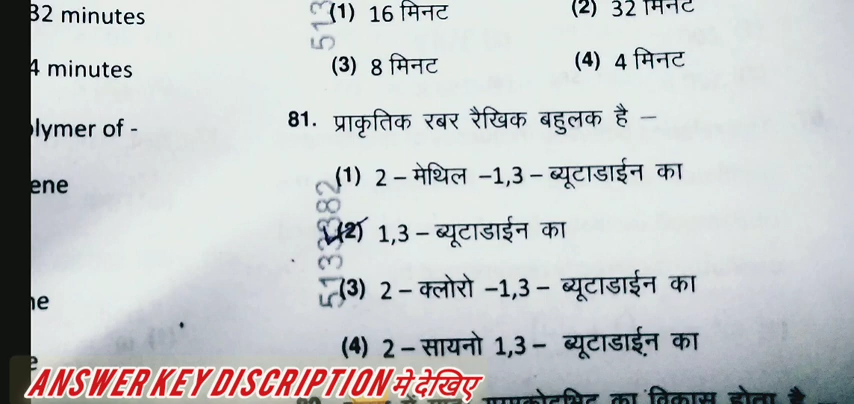 32 minutes
(1) 16 मिनट
(2) 32 मिनट
4 minutes
(3) 8 मिनट
(4) 4 मिनट
lymer of -
81. प्राकृतिक रबर रैखिक बहुलक है –
ene
(1) 2 – मेथिल –1,3 – ब्यूटाडाईन का
(2) 1,3 – ब्यूटाडाईन का
5133382
(3) 2 – क्लोरो –1,3 – ब्यूटाडाईन का
(4) 2 – सायनो 1,3 – ब्यूटाडाईन का
का विकास होता है –
ANSWER KEY DISCRIPTION मे देखिए